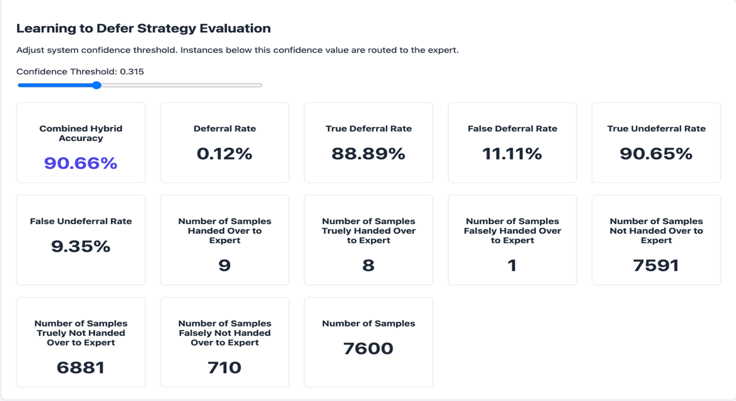 Learning to Defer Strategy Evaluation
Adjust system confidence threshold. Instances below this confidence value are routed to the expert.
Confidence Threshold: 0.315
Combined Hybrid
Accuracy
90.66%
Deferral Rate
0.12%
True Deferral Rate
88.89%
False Deferral Rate
11.11%
True Undeferral Rate
90.65%
False Undeferral Rate
9.35%
Number of Samples
Handed Over to
Expert
9
Number of Samples
Truely Handed Over
to Expert
8
Number of Samples
Falsely Handed Over
to Expert
1
Number of Samples
Not Handed Over to
Expert
7591
Number of Samples
Truely Not Handed
Over to Expert
6881
Number of Samples
Falsely Not Handed
Over to Expert
710
Number of Samples
7600